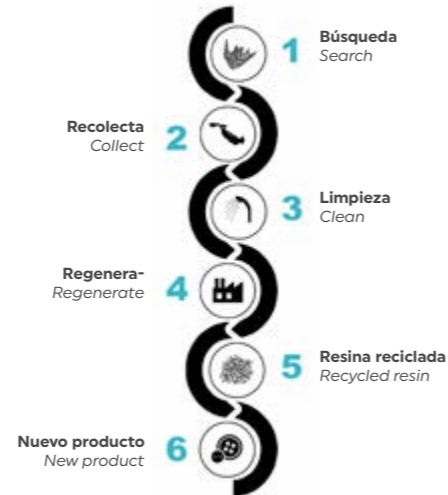 1 Búsqueda
Search
Recolecta 2
Collect
3 Limpieza
Clean
Regenera- 4
Regenerate
5 Resina reciclada
Recycled resin
Nuevo producto 6
New product